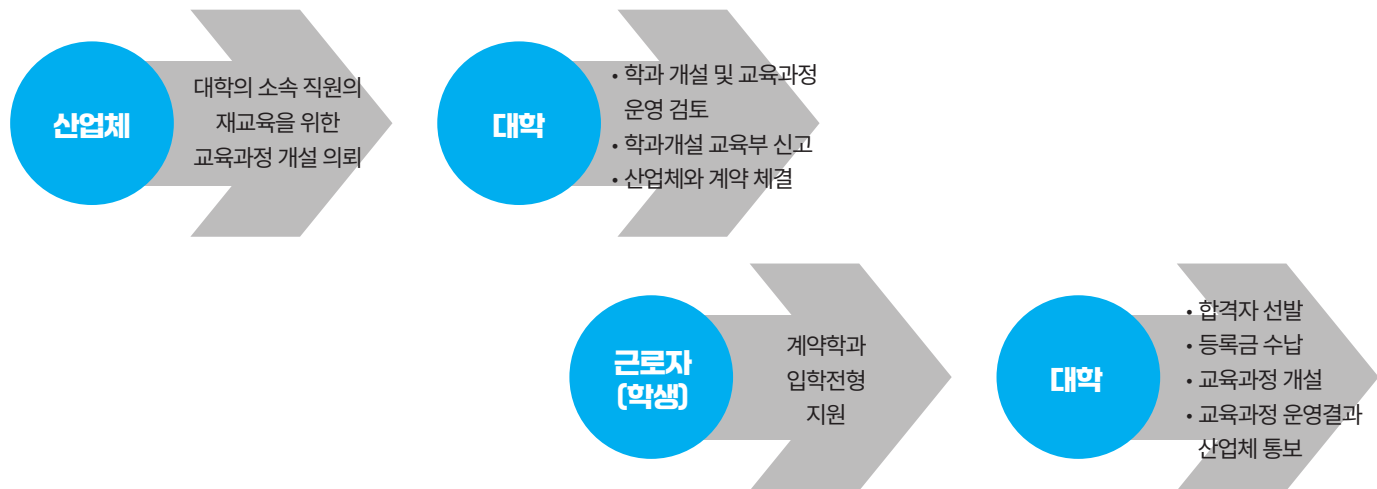 산업체
대학의 소속 직원의
재교육을 위한
교육과정 개설 의뢰
대학
• 학과 개설 및 교육과정
운영 검토
• 학과개설 교육부 신고
• 산업체와 계약 체결
근로자
(학생)
계약학과
입학전형
지원
대학
• 합격자 선발
• 등록금 수납
• 교육과정 개설
• 교육과정 운영결과
산업체 통보